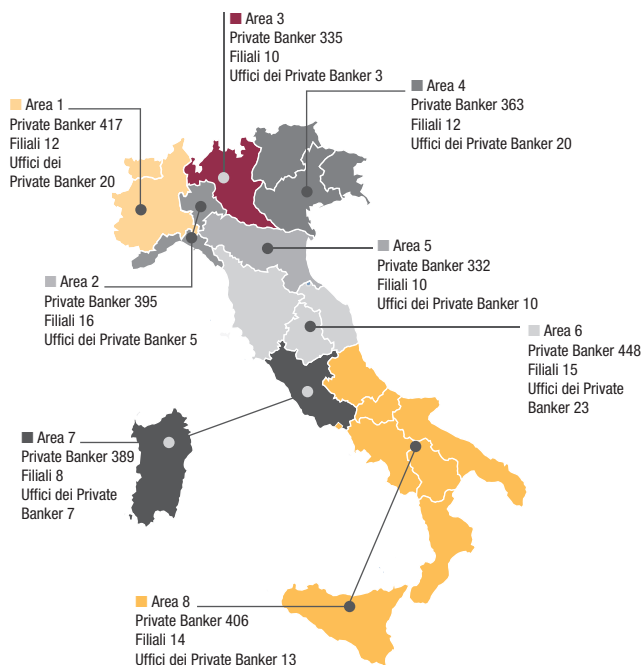 Area 3
Private Banker 335
Filiali 10
Uffici dei Private Banker 3
Area 1
Private Banker 417
Filiali 12
Uffici dei
Private Banker 20
Area 4
Private Banker 363
Filiali 12
Uffici dei Private Banker 20
Area 2
Private Banker 395
Filiali 16
Uffici dei Private Banker 5
Area 5
Private Banker 332
Filiali 10
Uffici dei Private Banker 10
Area 6
Private Banker 448
Filiali 15
Uffici dei Private
Banker 23
Area 7
Private Banker 389
Filiali 8
Uffici dei Private
Banker 7
Area 8
Private Banker 406
Filiali 14
Uffici dei Private Banker 13